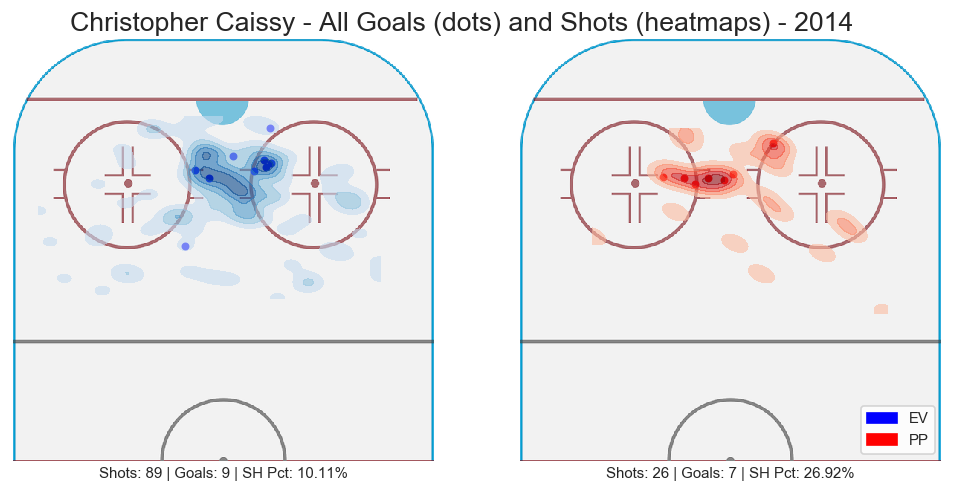 Christopher Caissy - All Goals (dots) and Shots (heatmaps) - 2014
EV
PP
Shots: 89 | Goals: 9 | SH Pct: 10.11%
Shots: 26 | Goals: 7 | SH Pct: 26.92%